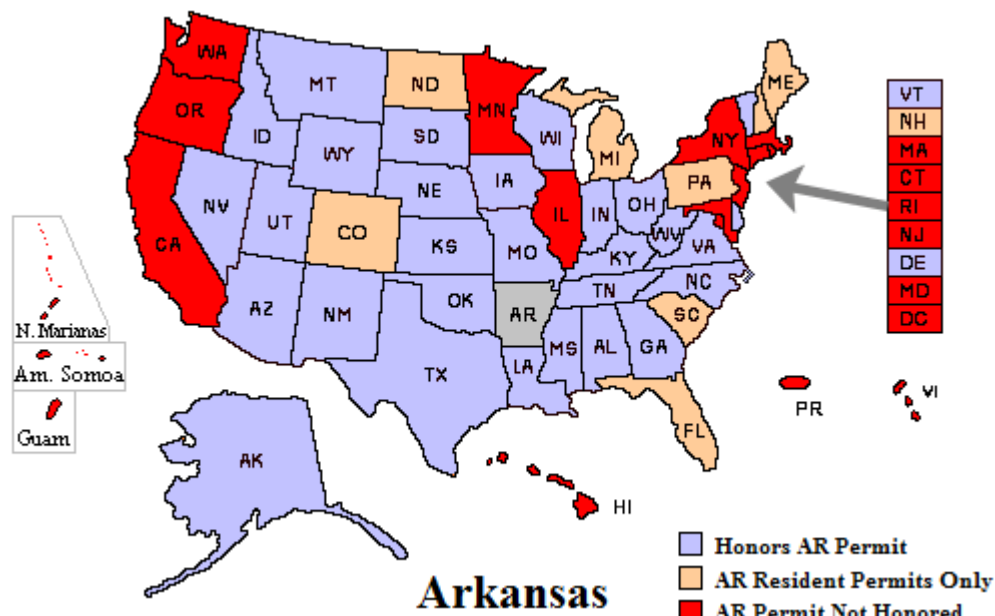 WA
MT
ND
MN
ME
OR
ID
SD
WI
NY
WY
MI
NV
NE
IA
PA
UT
CO
IL
IN
OH
WV
VA
CA
KS
MO
KY
AZ
NM
OK
TN
NC
AR
SC
TX
LA
MS
AL
GA
FL
AK
HI
PR
VI
VT
NH
MA
CT
RI
NJ
DE
MD
DC
N. Marianas
Am. Somoa
Guam
Arkansas
Honors AR Permit
AR Resident Permits Only
AR Permit Not Honored